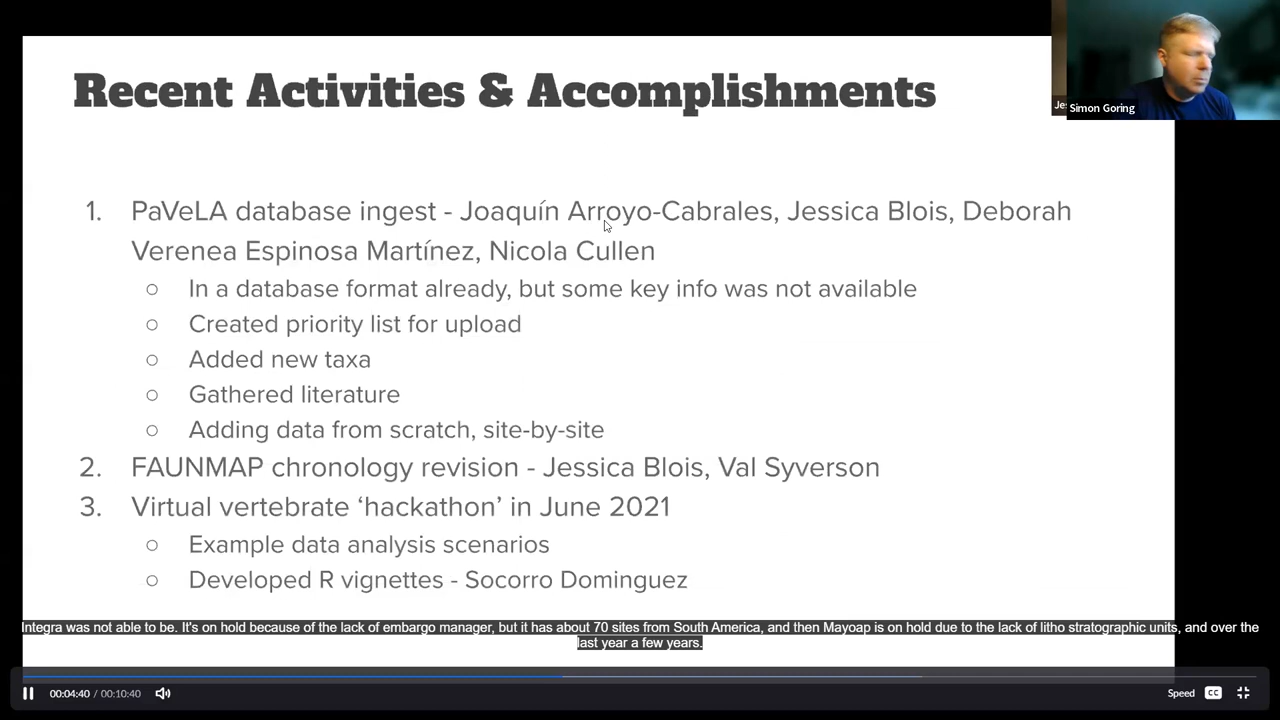 Recent Activities & Accomplishments
Je
Simon Goring
1. PaVeLA database ingest - Joaquín Arroyo-Cabrales, Jessica Blois, Deborah
Verenea Espinosa Martínez, Nicola Cullen
○ In a database format already, but some key info was not available
○ Created priority list for upload
○ Added new taxa
○ Gathered literature
○ Adding data from scratch, site-by-site
2. FAUNMAP chronology revision - Jessica Blois, Val Syverson
3. Virtual vertebrate ‘hackathon’ in June 2021
○ Example data analysis scenarios
○ Developed R vignettes - Socorro Dominguez
Integra was not able to be. It's on hold because of the lack of embargo manager, but it has about 70 sites from South America, and then Mayoap is on hold due to the lack of litho stratographic units, and over the
last year a few years.
00:04:40 / 00:10:40
Speed
CC